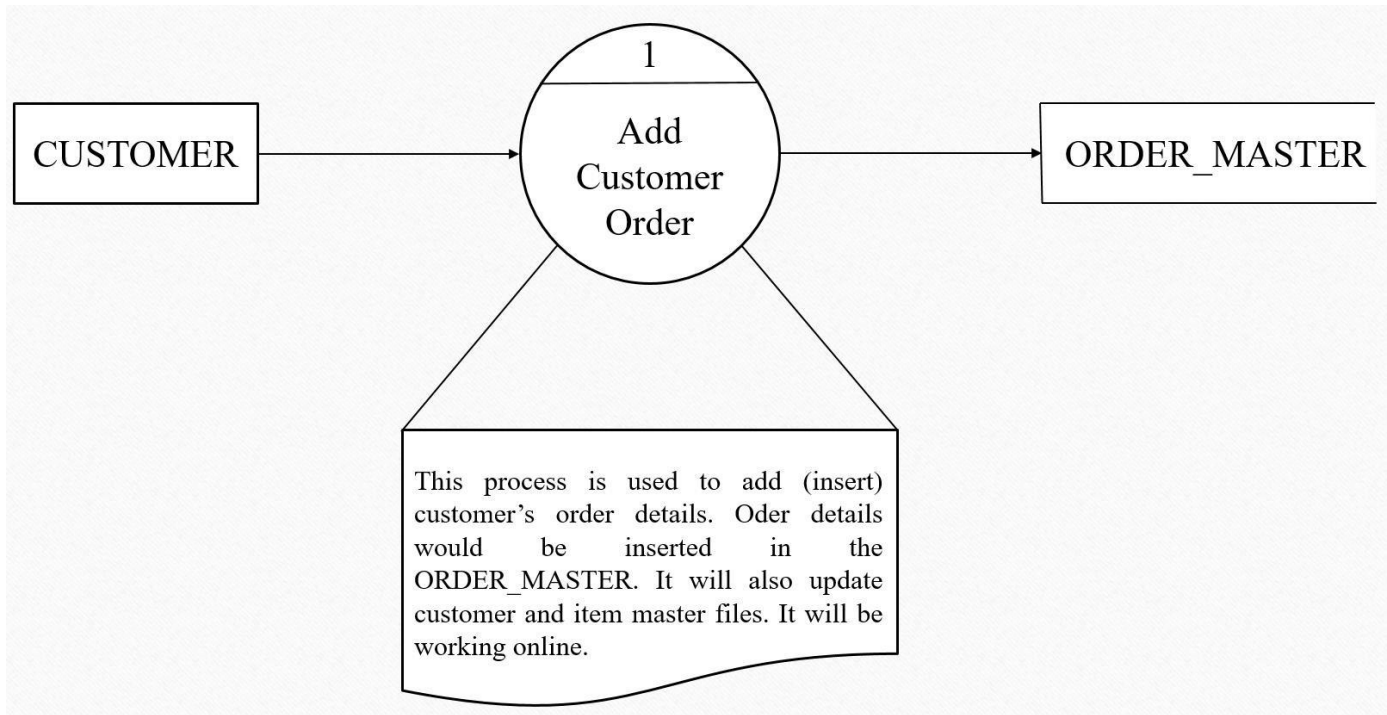 1
CUSTOMER
Add
Customer
Order
ORDER_MASTER
This process is used to add (insert)
customer’s order details. Oder details
would be inserted in the
ORDER_MASTER. It will also update
customer and item master files. It will be
working online.